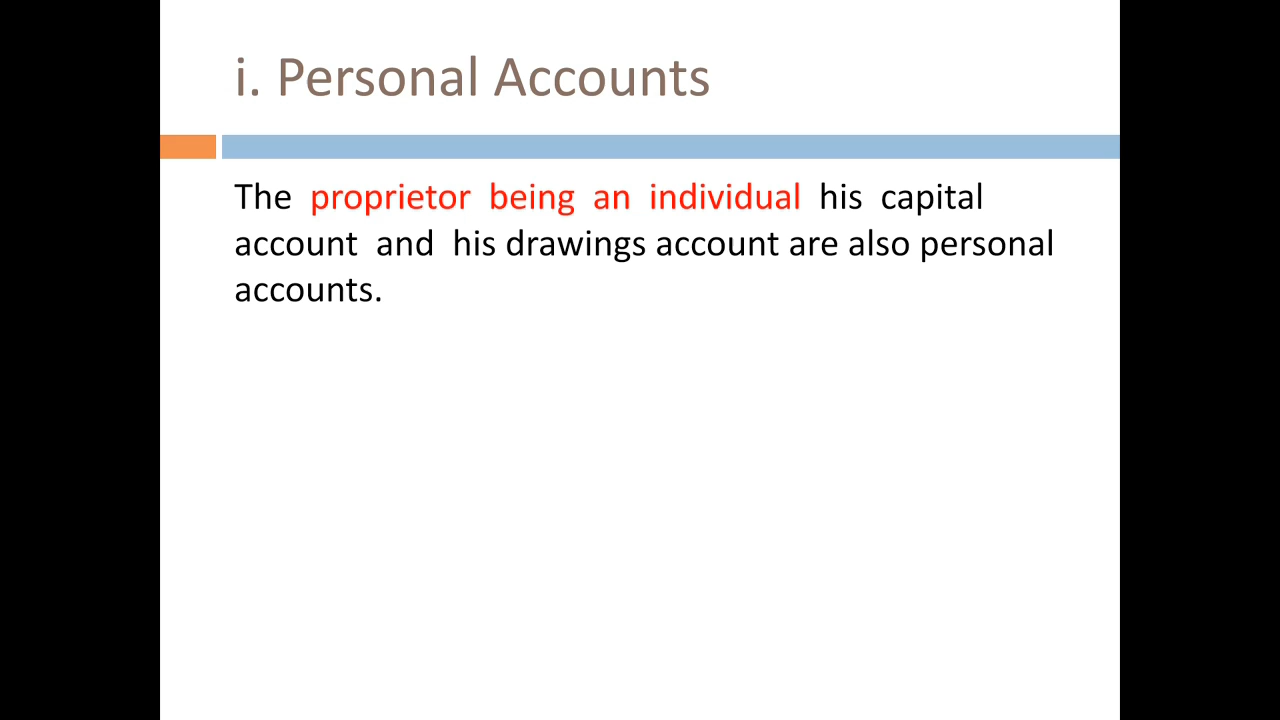 i. Personal Accounts
The proprietor being an individual his capital
account and his drawings account are also personal
accounts.